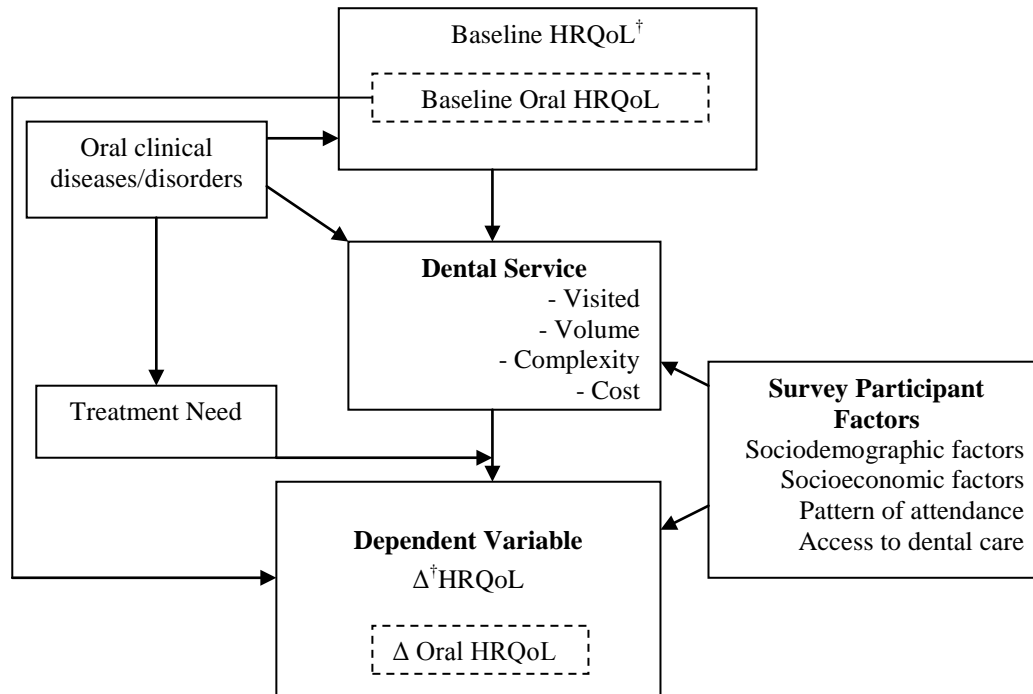 Baseline HRQoL†
Baseline Oral HRQoL
Oral clinical
diseases/disorders
Dental Service
- Visited
- Volume
- Complexity
- Cost
Treatment Need
Survey Participant
Factors
Sociodemographic factors
Socioeconomic factors
Pattern of attendance
Access to dental care
Dependent Variable
Δ†HRQoL
Δ Oral HRQoL